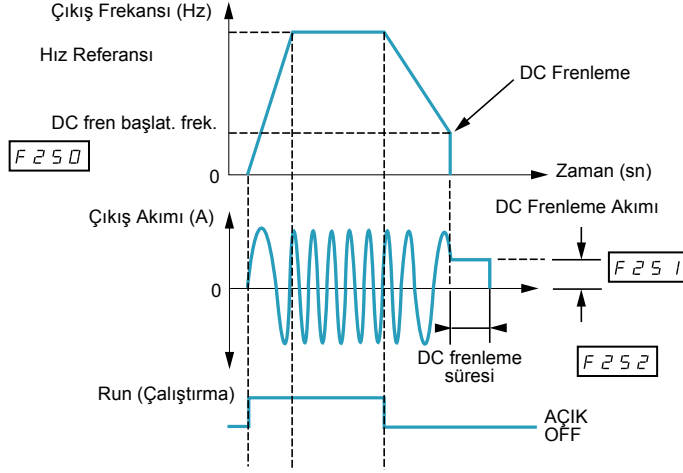 Çıkış Frekansı (Hz)
Hız Referansı
DC Frenleme
DC fren başlat. frek.
F250
0
Zaman (sn)
Çıkış Akımı (A)
DC Frenleme Akımı
F251
0
DC frenleme
süresi
F252
Run (Çalıştırma)
AÇIK
OFF